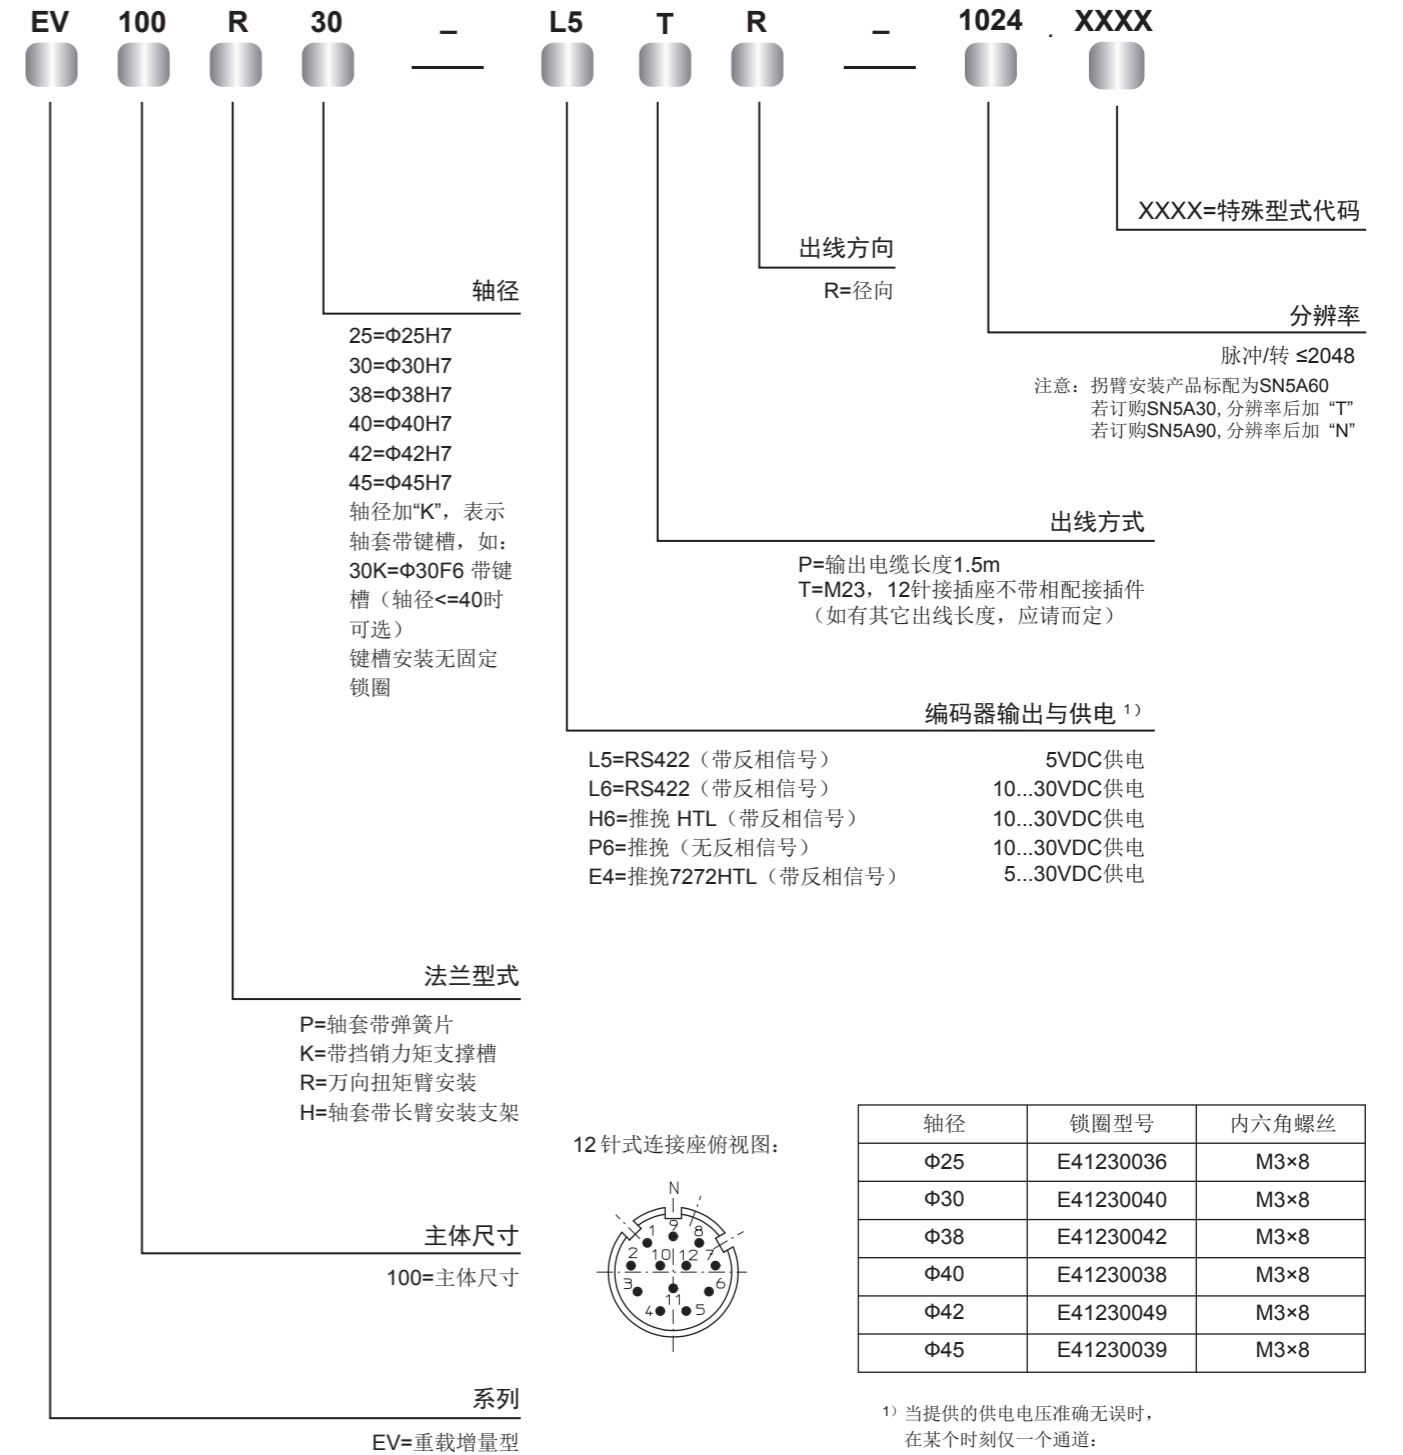 EV 100 R 30 – L5 T R – 1024 . XXXX
XXXX=特殊型式代码
出线方向
R=径向
轴径
25=Φ25H7
30=Φ30H7
38=Φ38H7
40=Φ40H7
42=Φ42H7
45=Φ45H7
轴径加“K”，表示
轴套带键槽，如：
30K=Φ30F6 带键
槽（轴径<=40时
可选）
键槽安装无固定
锁圈
分辨率
脉冲/转 ≤2048
注意：拐臂安装产品标配为SN5A60
若订购SN5A30, 分辨率后加 “T”
若订购SN5A90, 分辨率后加 “N”
出线方式
P=输出电缆长度1.5m
T=M23，12针接插座不带相配接插件
（如有其它出线长度，应请而定）
编码器输出与供电 1）
L5=RS422（带反相信号） 5VDC供电
L6=RS422（带反相信号） 10...30VDC供电
H6=推挽 HTL（带反相信号） 10...30VDC供电
P6=推挽（无反相信号） 10...30VDC供电
E4=推挽7272HTL（带反相信号） 5...30VDC供电
法兰型式
P=轴套带弹簧片
K=带挡销力矩支撑槽
R=万向扭矩臂安装
H=轴套带长臂安装支架
主体尺寸
100=主体尺寸
系列
EV=重载增量型
12 针式连接座俯视图：
N
1 9 8
2 10 12 7
3 6
11
4 5
轴径 锁圈型号 内六角螺丝
Φ25 E41230036 M3×8
Φ30 E41230040 M3×8
Φ38 E41230042 M3×8
Φ40 E41230038 M3×8
Φ42 E41230049 M3×8
Φ45 E41230039 M3×8
1）当提供的供电电压准确无误时，
在某个时刻仅一个通道：